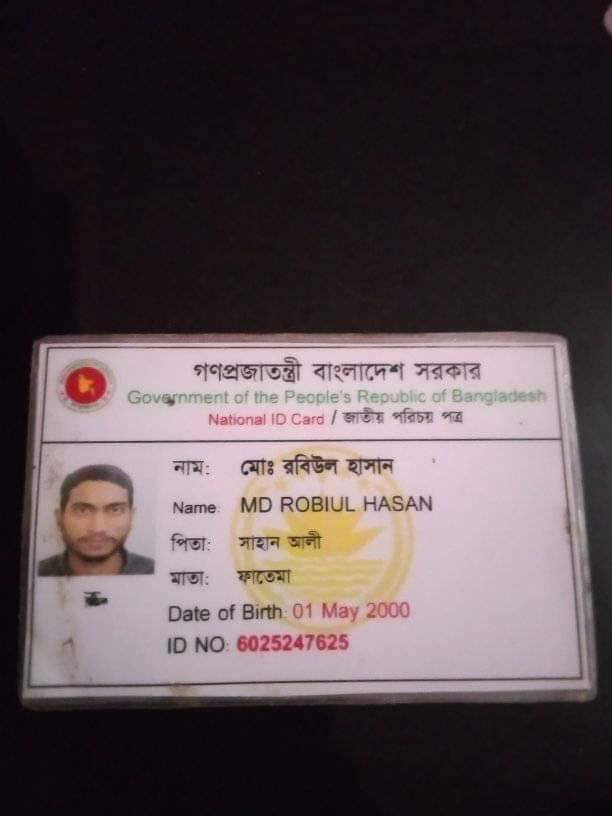 গণপ্রজাতন্ত্রী বাংলাদেশ সরকার
Government of the People's Republic of Bangladesh
National ID Card / জাতীয় পরিচয় পত্র
নাম: মোঃ রবিউল হাসান
Name: MD ROBIUL HASAN
পিতা: সাহান আলী
মাতা: ফাতেমা
Date of Birth: 01 May 2000
ID NO: 6025247625